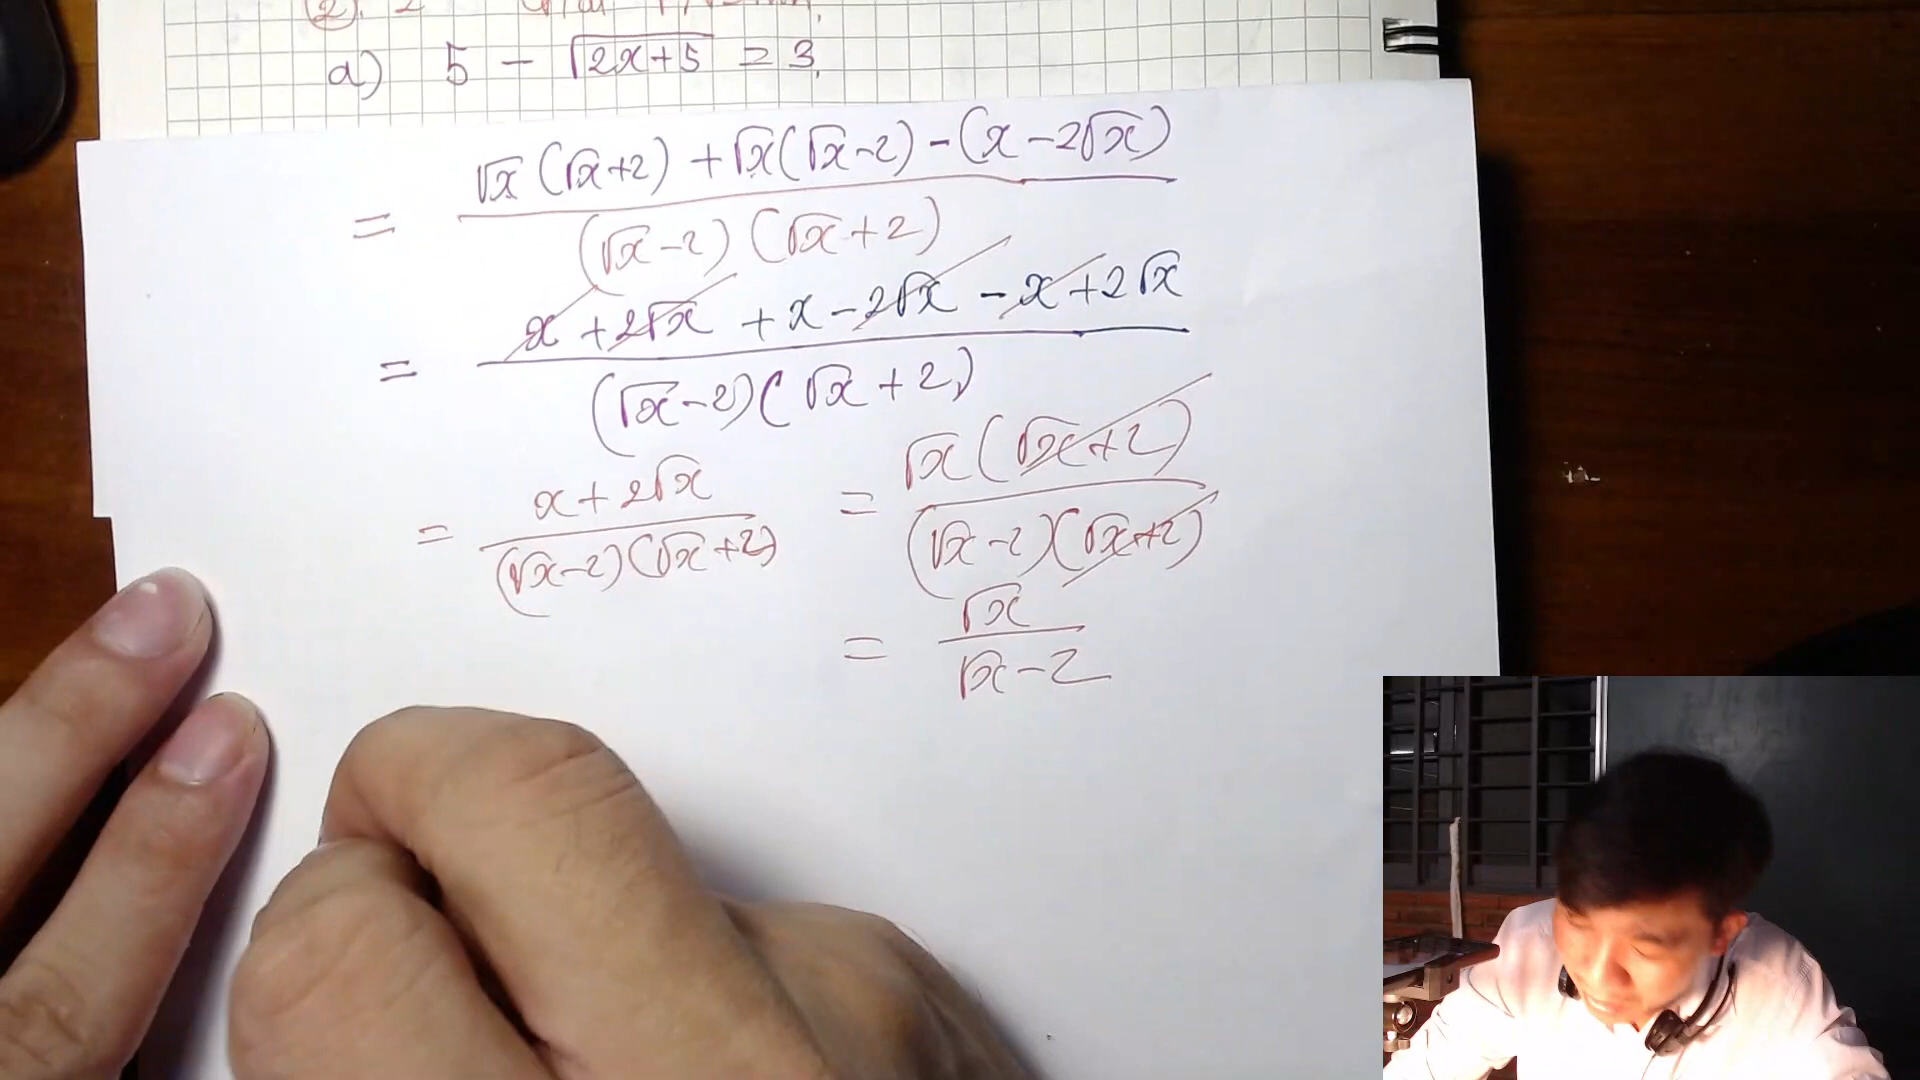 a) 5 - √(2x+5) = 3.
= (√x(√x+2) + √x(√x-2) - (x-2√x)) / ((√x-2)(√x+2))
= (x + 2√x + x - 2√x - x + 2√x) / ((√x-2)(√x+2))
= (x+2√x) / ((√x-2)(√x+2)) = (√x(√x+2)) / ((√x-2)(√x+2))
= √x / (√x-2)